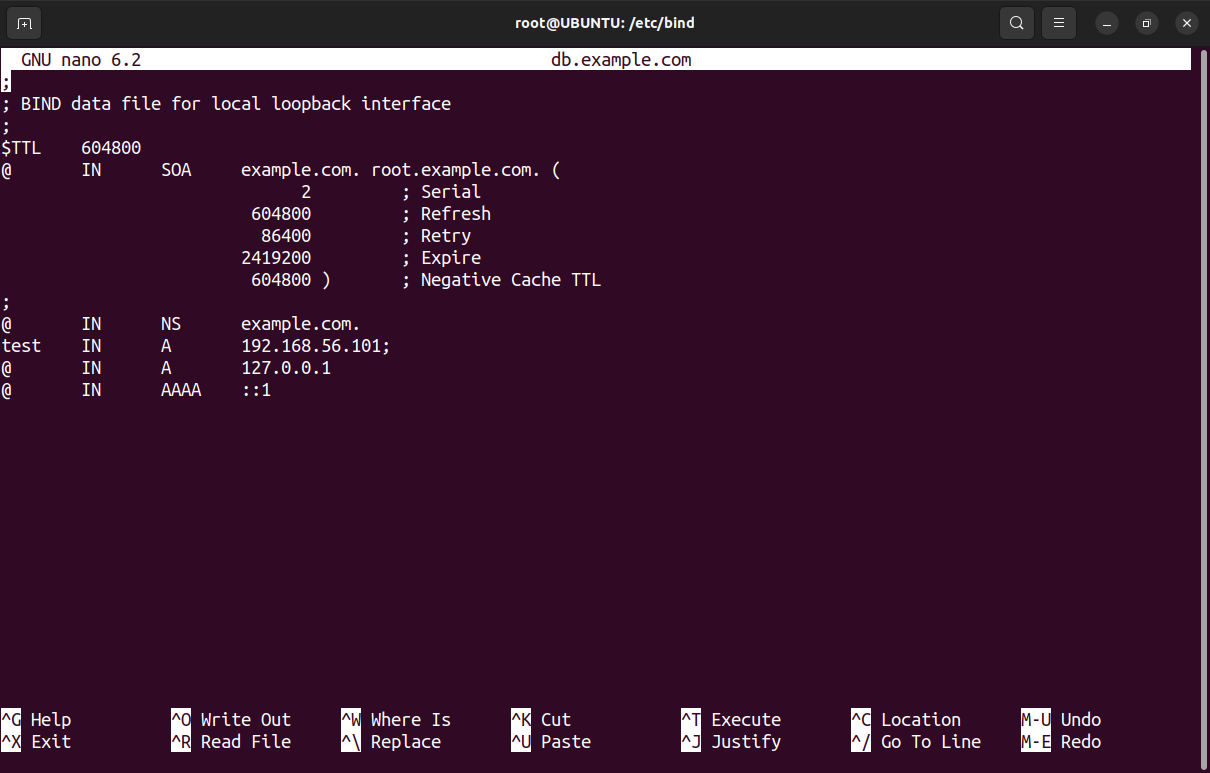 root@UBUNTU: /etc/bind
GNU nano 6.2 db.example.com
;
; BIND data file for local loopback interface
;
$TTL 604800
@ IN SOA example.com. root.example.com. (
2 ; Serial
604800 ; Refresh
86400 ; Retry
2419200 ; Expire
604800 ) ; Negative Cache TTL
;
@ IN NS example.com.
test IN A 192.168.56.101;
@ IN A 127.0.0.1
@ IN AAAA ::1
^G Help ^O Write Out ^W Where Is ^K Cut ^T Execute ^C Location M-U Undo
^X Exit ^R Read File ^\ Replace ^U Paste ^J Justify ^/ Go To Line M-E Redo